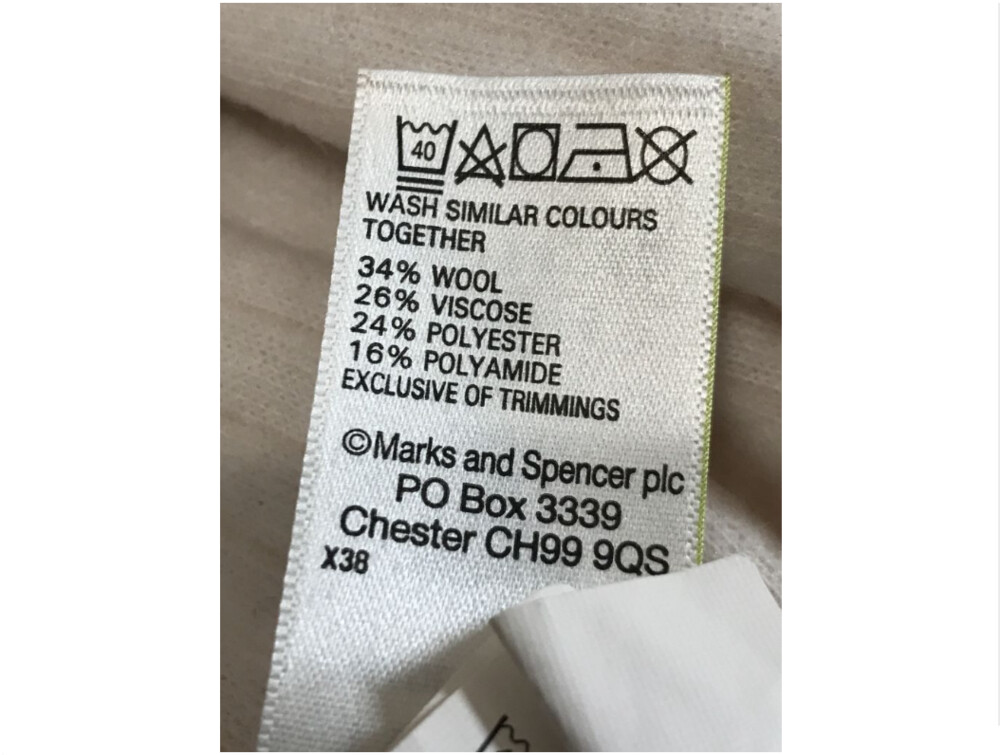 40
WASH SIMILAR COLOURS
TOGETHER
34% WOOL
26% VISCOSE
24% POLYESTER
16% POLYAMIDE
EXCLUSIVE OF TRIMMINGS
©Marks and Spencer plc
PO Box 3339
Chester CH99 9QS
X38